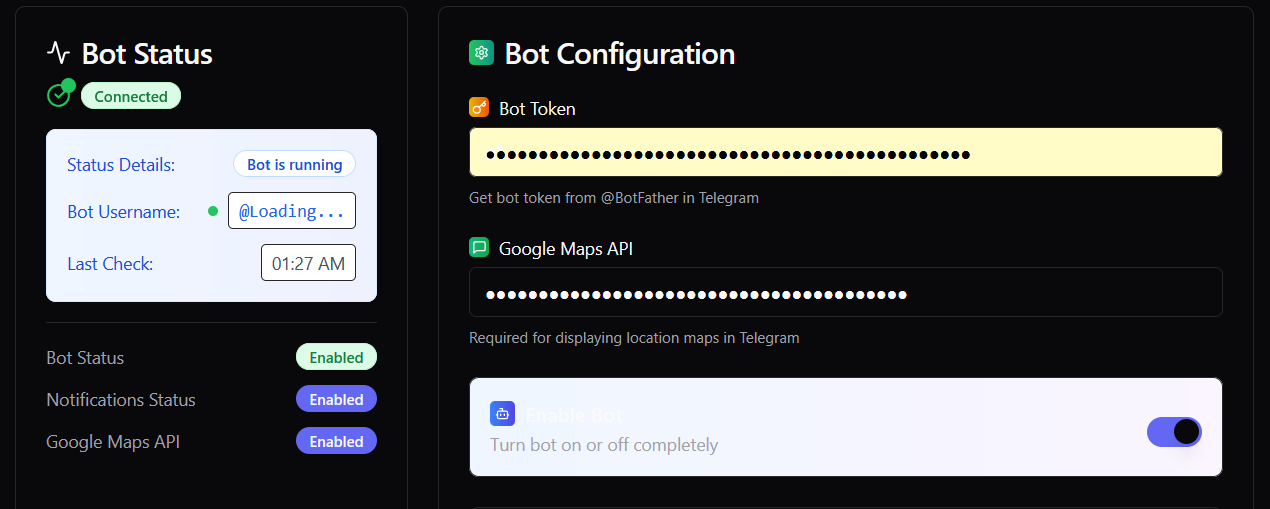 Bot Status
Connected
Status Details: Bot is running
Bot Username: @Loading...
Last Check: 01:27 AM
Bot Status Enabled
Notifications Status Enabled
Google Maps API Enabled
Bot Configuration
Bot Token
●●●●●●●●●●●●●●●●●●●●●●●●●●●●●●●●●●●●●●●●●●●●●●
Get bot token from @BotFather in Telegram
Google Maps API
●●●●●●●●●●●●●●●●●●●●●●●●●●●●●●●●●●●●●●●
Required for displaying location maps in Telegram
Enable Bot
Turn bot on or off completely